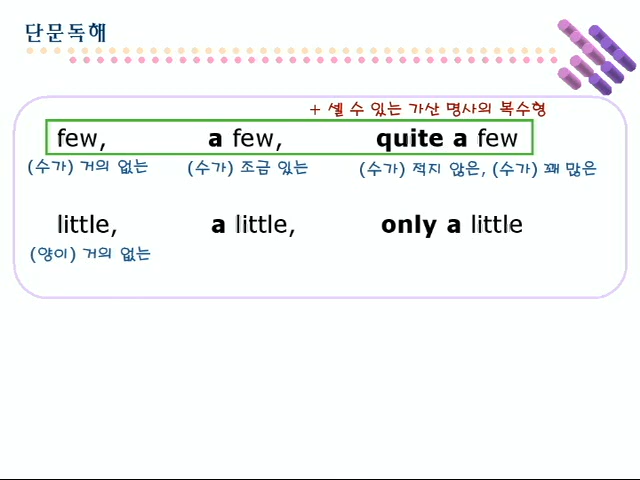 단문독해
+ 셀 수 있는 가산 명사의 복수형
few, a few, quite a few
(수가) 거의 없는 (수가) 조금 있는 (수가) 적지 않은, (수가) 꽤 많은
little, a little, only a little
(양이) 거의 없는